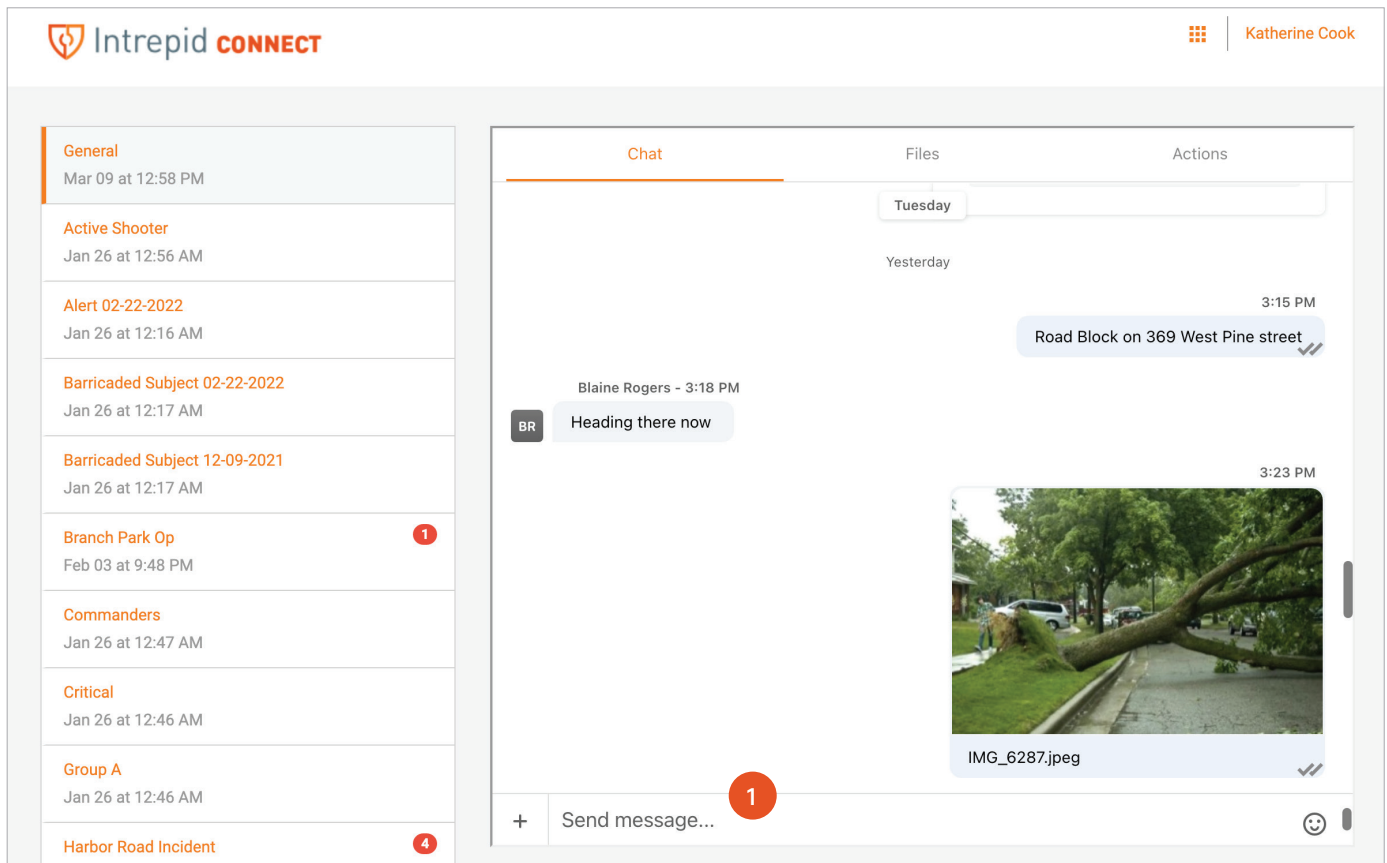 Intrepid CONNECT
Katherine Cook
General
Mar 09 at 12:58 PM
Active Shooter
Jan 26 at 12:56 AM
Alert 02-22-2022
Jan 26 at 12:16 AM
Barricaded Subject 02-22-2022
Jan 26 at 12:17 AM
Barricaded Subject 12-09-2021
Jan 26 at 12:17 AM
Branch Park Op
1
Feb 03 at 9:48 PM
Commanders
Jan 26 at 12:47 AM
Critical
Jan 26 at 12:46 AM
Group A
Jan 26 at 12:46 AM
Harbor Road Incident
4
Chat
Files
Actions
Tuesday
Yesterday
3:15 PM
Road Block on 369 West Pine street
Blaine Rogers - 3:18 PM
BR
Heading there now
3:23 PM
IMG_6287.jpeg
1
+
Send message...